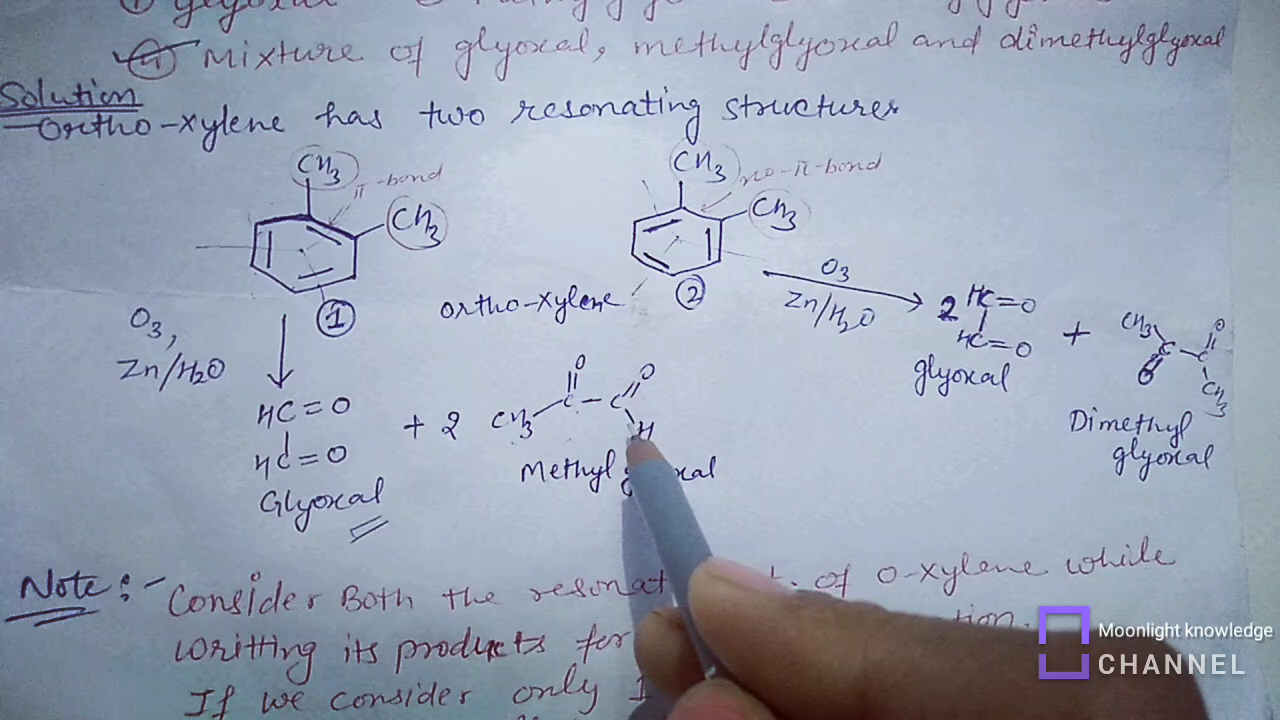 Mixture of glyoxal, methylglyoxal and dimethylglyoxal
Solution
Ortho-xylene has two resonating structures
CH3
π-bond
CH3
1
O3,
Zn/H2O
Ortho-Xylene
CH3
no-π-bond
CH3
2
O3
Zn/H2O
2 HC=O
HC=O
glyoxal
+
CH3
C
O
C
O
CH3
Dimethyl
glyoxal
HC=O
HC=O
Glyoxal
+ 2
CH3
C
O
C
O
H
Methyl
Note:- Consider Both the of o-xylene while
writting its products for
If we consider only 1
Moonlight knowledge
CHANNEL